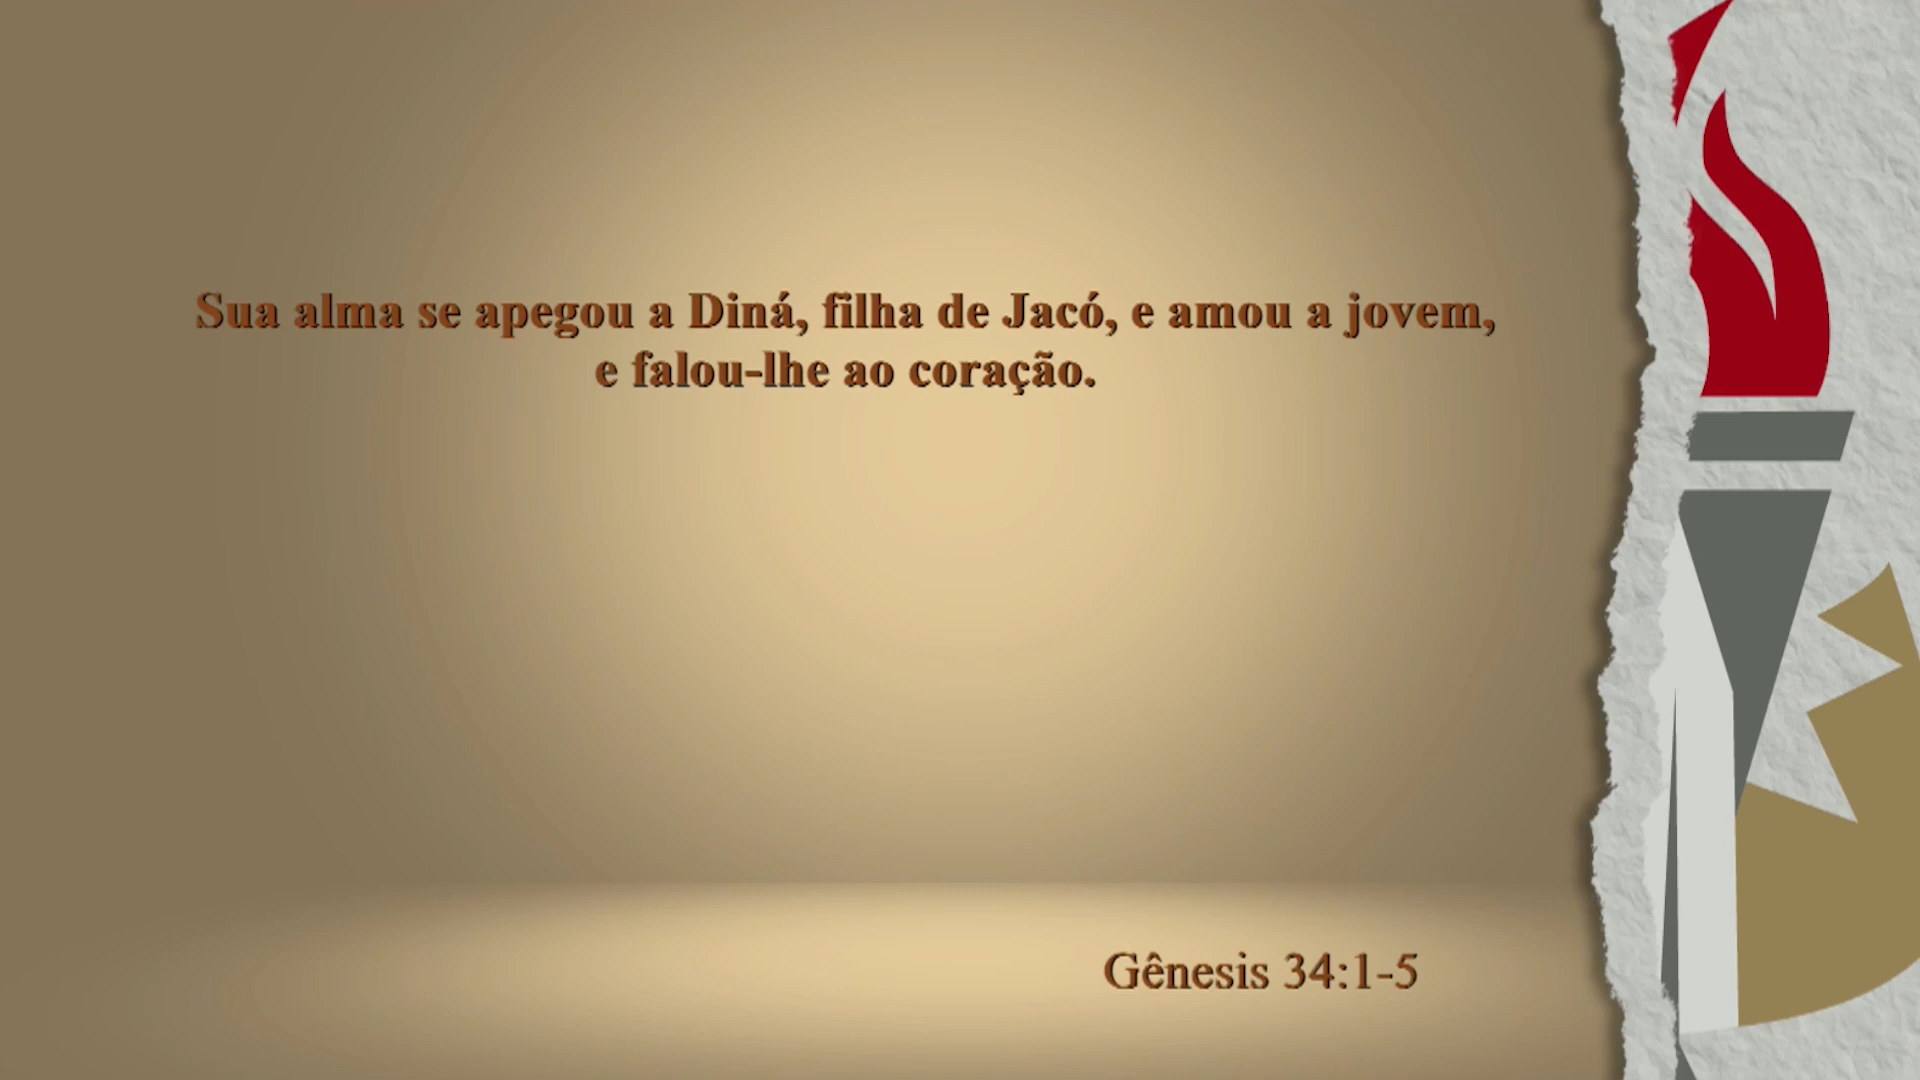 Sua alma se apegou a Diná, filha de Jacó, e amou a jovem,
e falou-lhe ao coração.
Gênesis 34:1-5